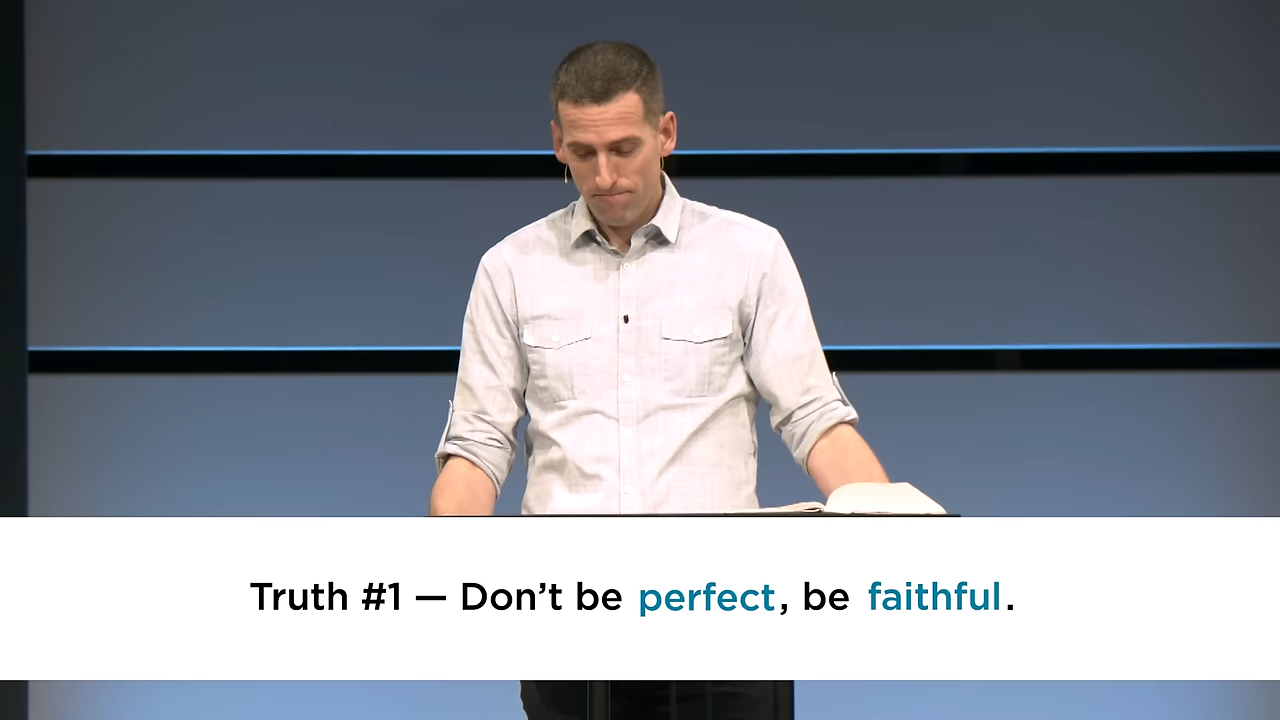 Truth #1 — Don’t be perfect, be faithful.